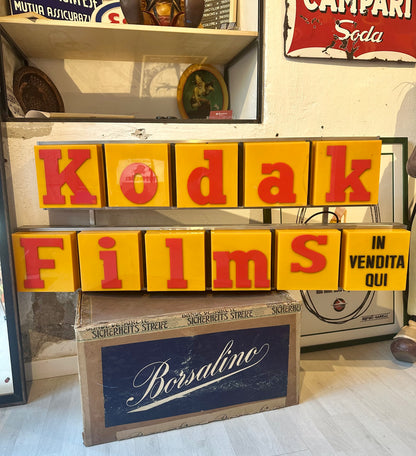 MUTUA ASSICURAZ
CAMPARI
Soda
Kodak
Films
IN
VENDITA
QUI
SICHERHEITS STREIFE
SICHERHEITS STREIFE
Borsalino